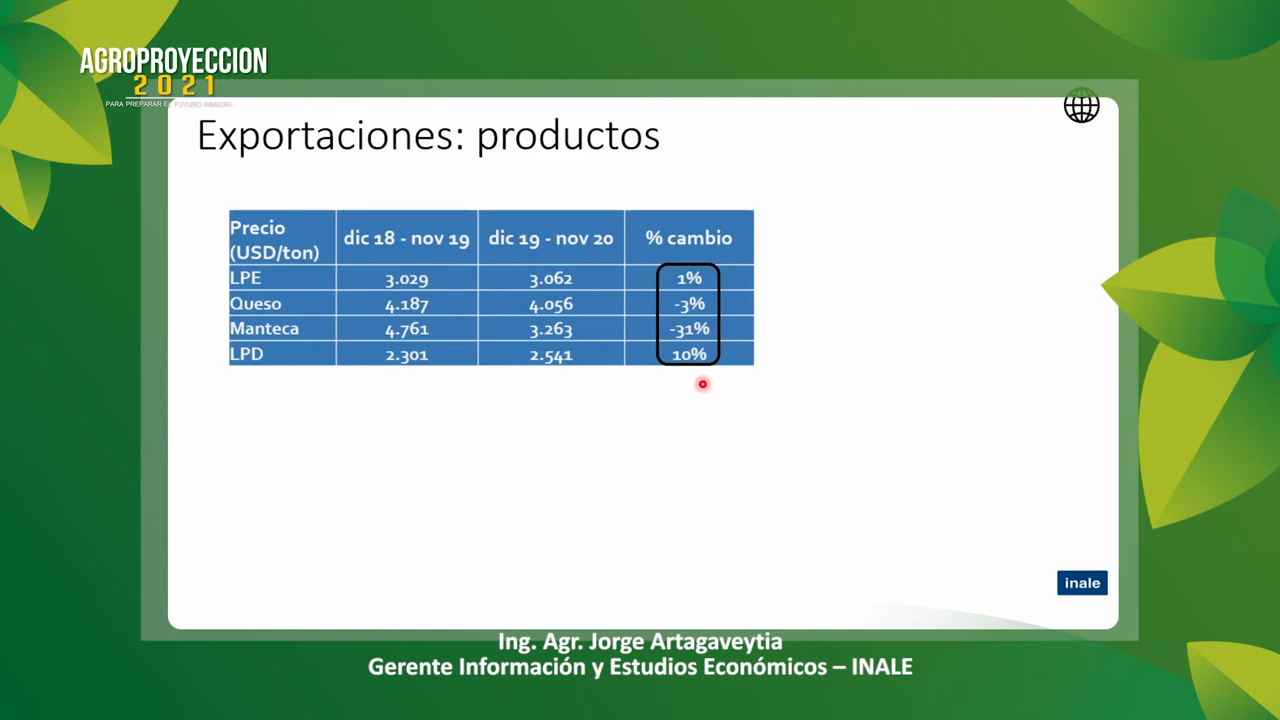 AGROPROYECCION
2021
PARA PREPARAR EL FUTURO INMEDIA
Exportaciones: productos
Precio (USD/ton) dic 18 - nov 19 dic 19 - nov 20 % cambio
LPE 3.029 3.062 1%
Queso 4.187 4.056 -3%
Manteca 4.761 3.263 -31%
LPD 2.301 2.541 10%
inale
Ing. Agr. Jorge Artagaveytia
Gerente Información y Estudios Económicos – INALE